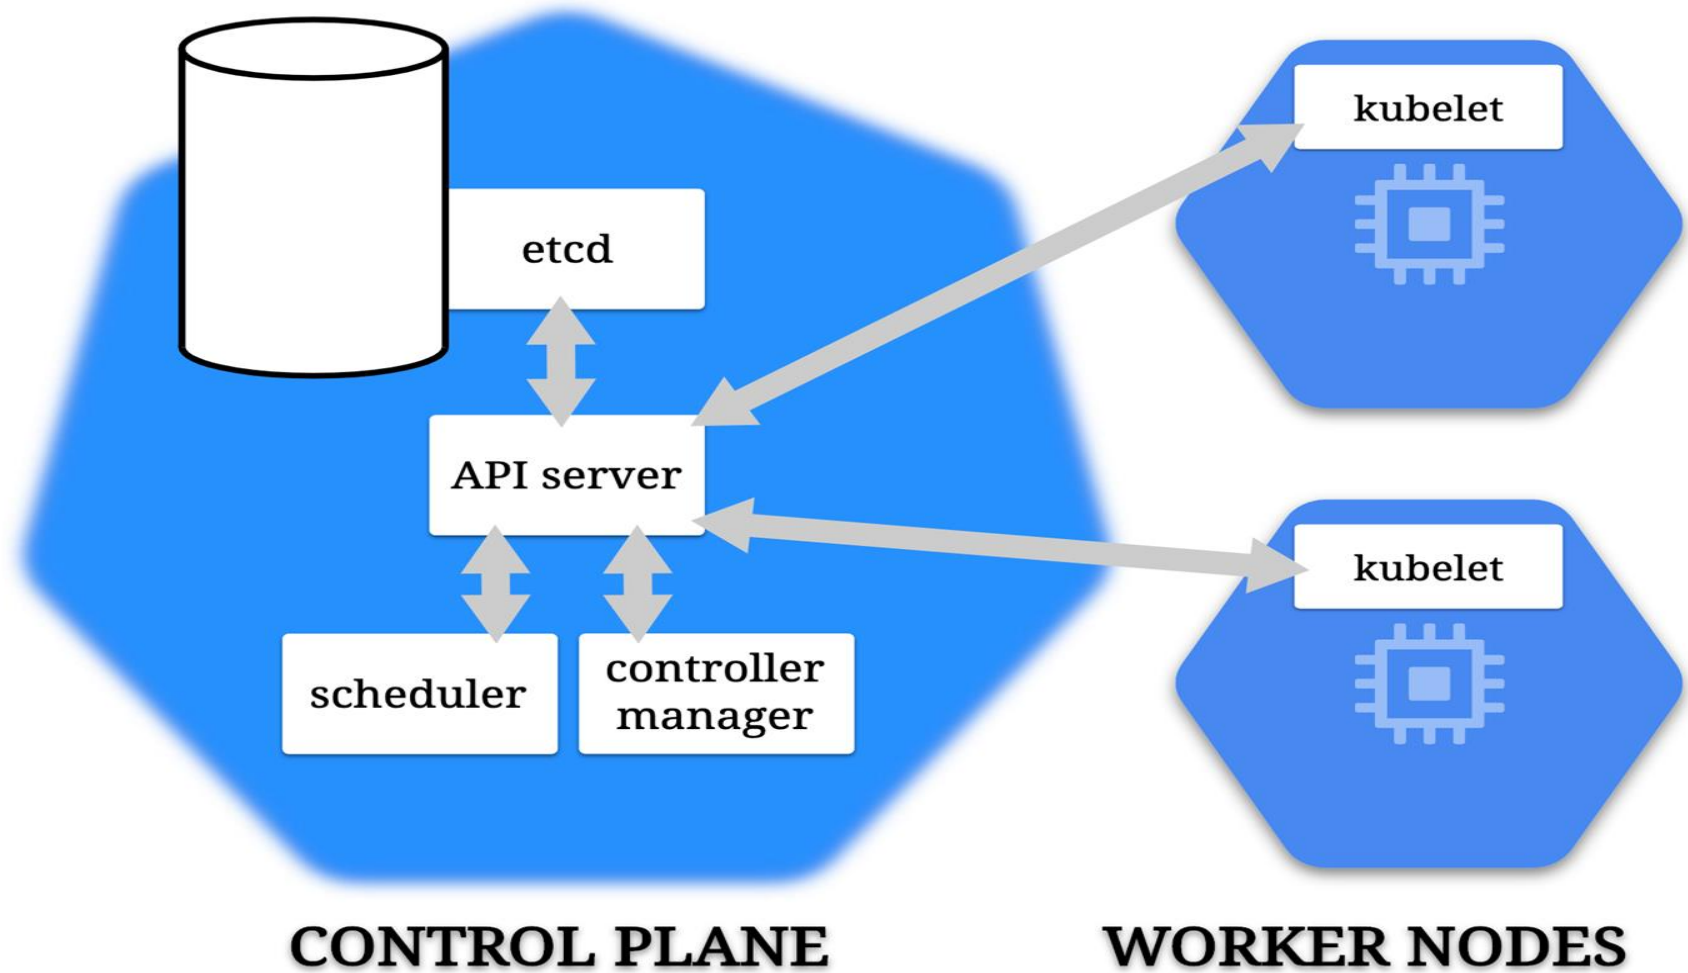 kubelet
etcd
API server
kubelet
scheduler
controller
manager
CONTROL PLANE
WORKER NODES